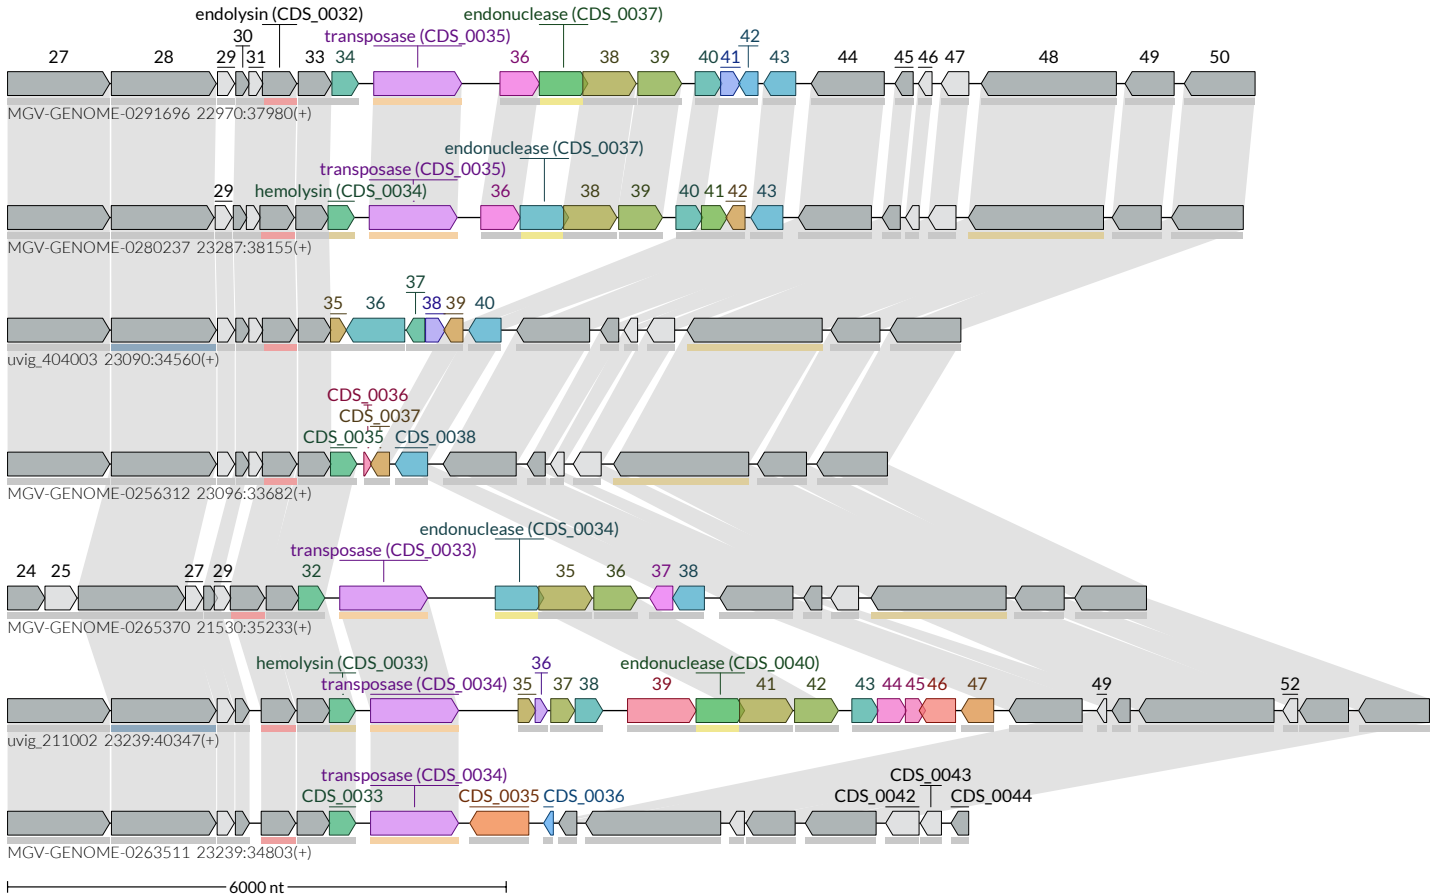 endolysin (CDS_0032) endonuclease (CDS_0037)
30 transposase (CDS_0035) 42
27 28 29 31 33 34 36 38 39 40 41 43 44 45 46 47 48 49 50
MGV-GENOME-0291696 22970:37980(+)
endonuclease (CDS_0037)
transposase (CDS_0035)
29 hemolysin (CDS_0034) 36 38 39 40 41 42 43
MGV-GENOME-0280237 23287:38155(+)
37
35 36 38 39 40
uvig_404003 23090:34560(+)
CDS_0036
CDS_0037
CDS_0035 CDS_0038
MGV-GENOME-0256312 23096:33682(+)
endonuclease (CDS_0034)
transposase (CDS_0033)
24 25 27 29 32 35 36 37 38
MGV-GENOME-0265370 21530:35233(+)
hemolysin (CDS_0033) 36 endonuclease (CDS_0040)
transposase (CDS_0034) 35 37 38 39 41 42 43 44 45 46 47 49 52
uvig_211002 23239:40347(+)
transposase (CDS_0034) CDS_0043
CDS_0033 CDS_0035 CDS_0036 CDS_0042 CDS_0044
MGV-GENOME-0263511 23239:34803(+)
6000 nt